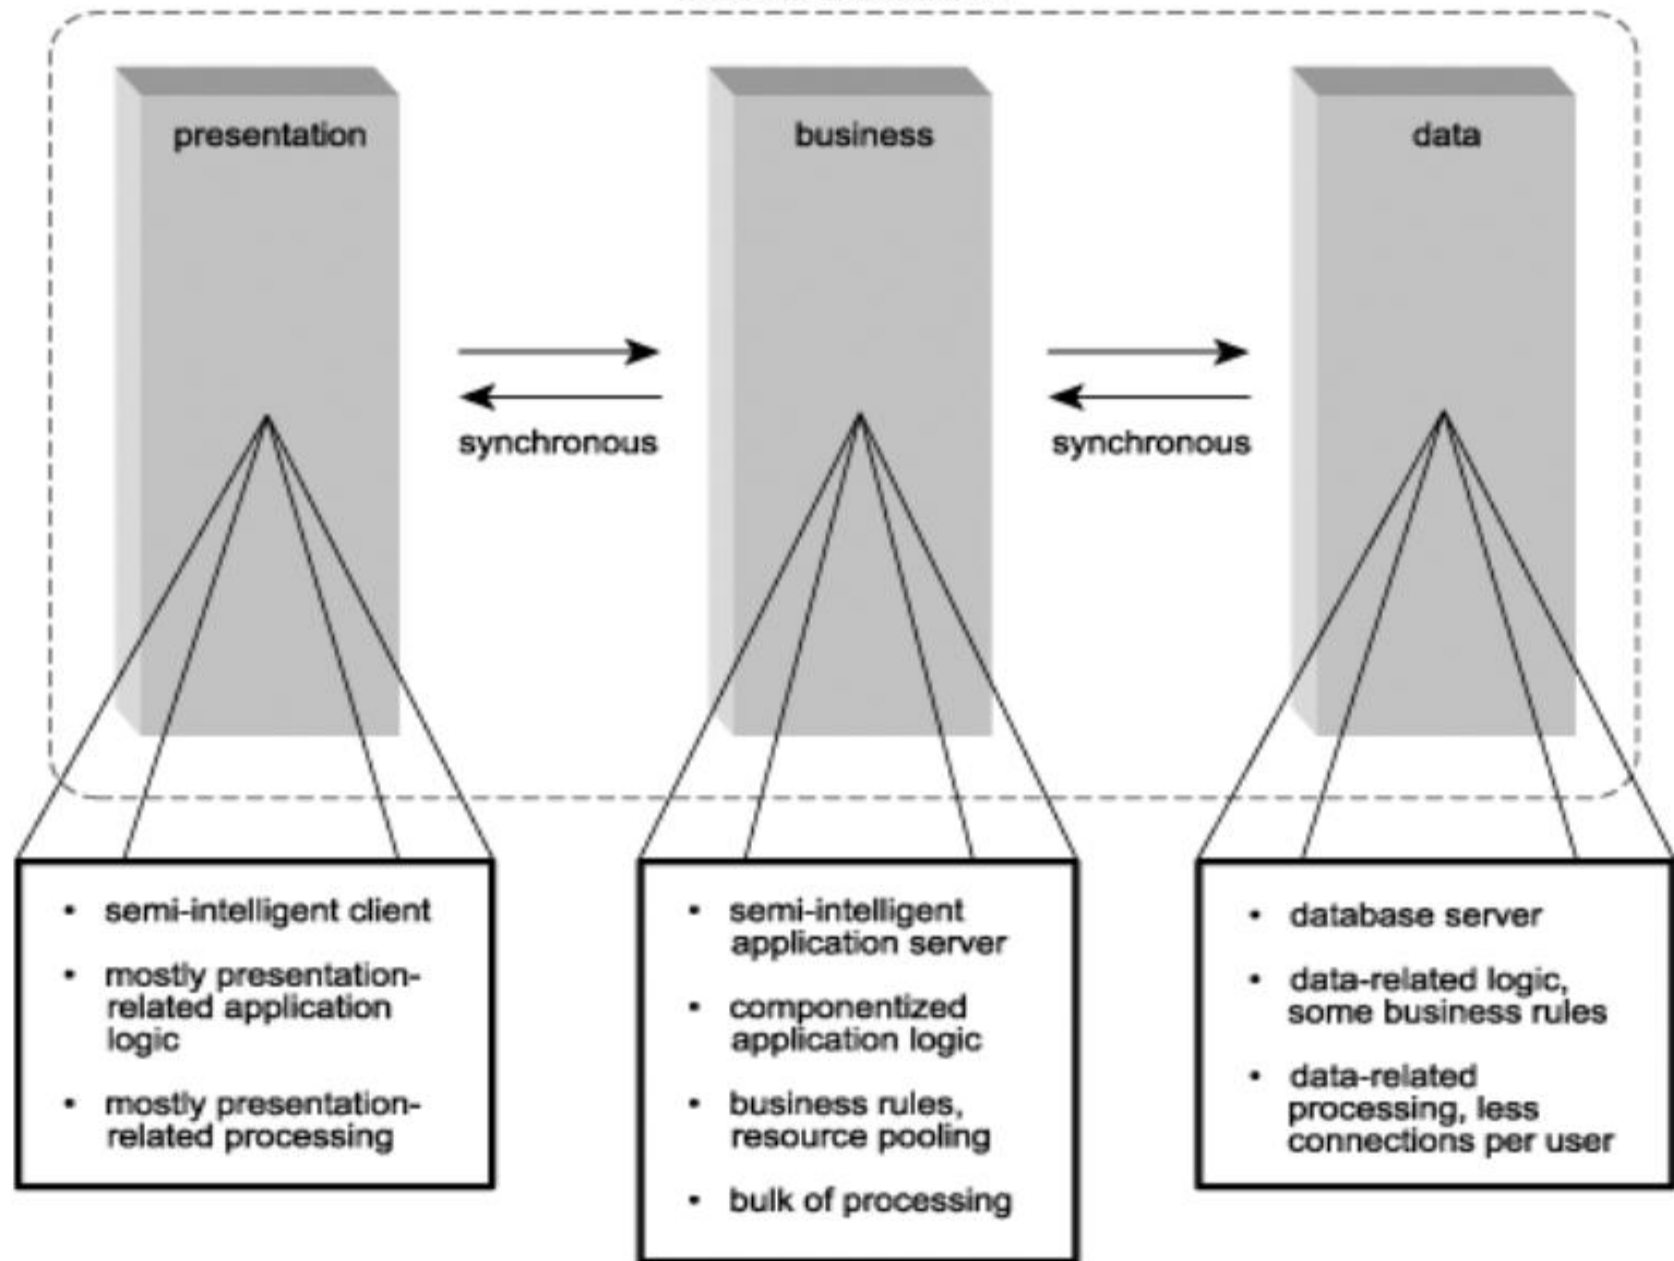 presentation
business
data
synchronous
synchronous
• semi-intelligent client
• mostly presentation-
related application
logic
• mostly presentation-
related processing
• semi-intelligent
application server
• componentized
application logic
• business rules,
resource pooling
• bulk of processing
• database server
• data-related logic,
some business rules
• data-related
processing, less
connections per user